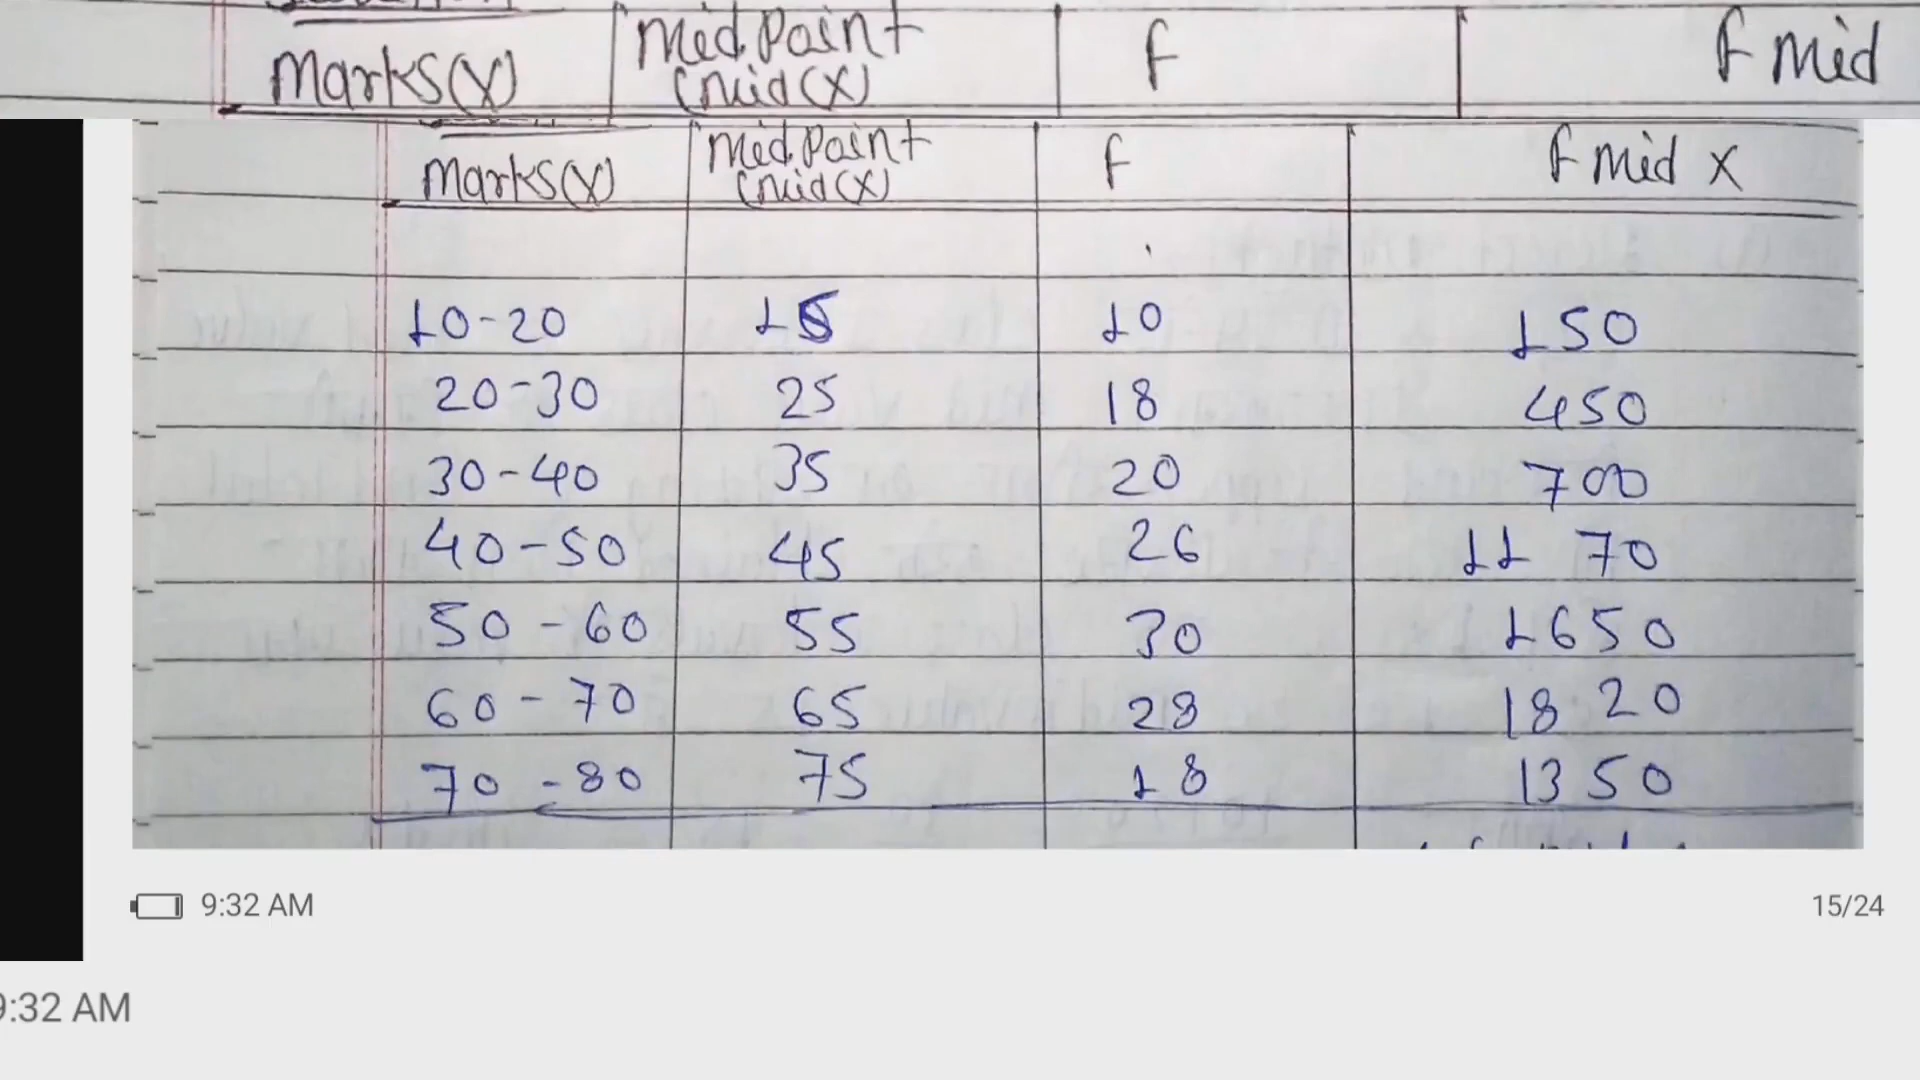 Marks(X) Mid.Point F F Mid
(Mid(X)
Marks(X) Mid.Point F F Mid X
(Mid(X)
10-20 15 10 150
20-30 25 18 450
30-40 35 20 700
40-50 45 26 1170
50-60 55 30 1650
60-70 65 28 1820
70-80 75 18 1350
9:32 AM 15/24
9:32 AM